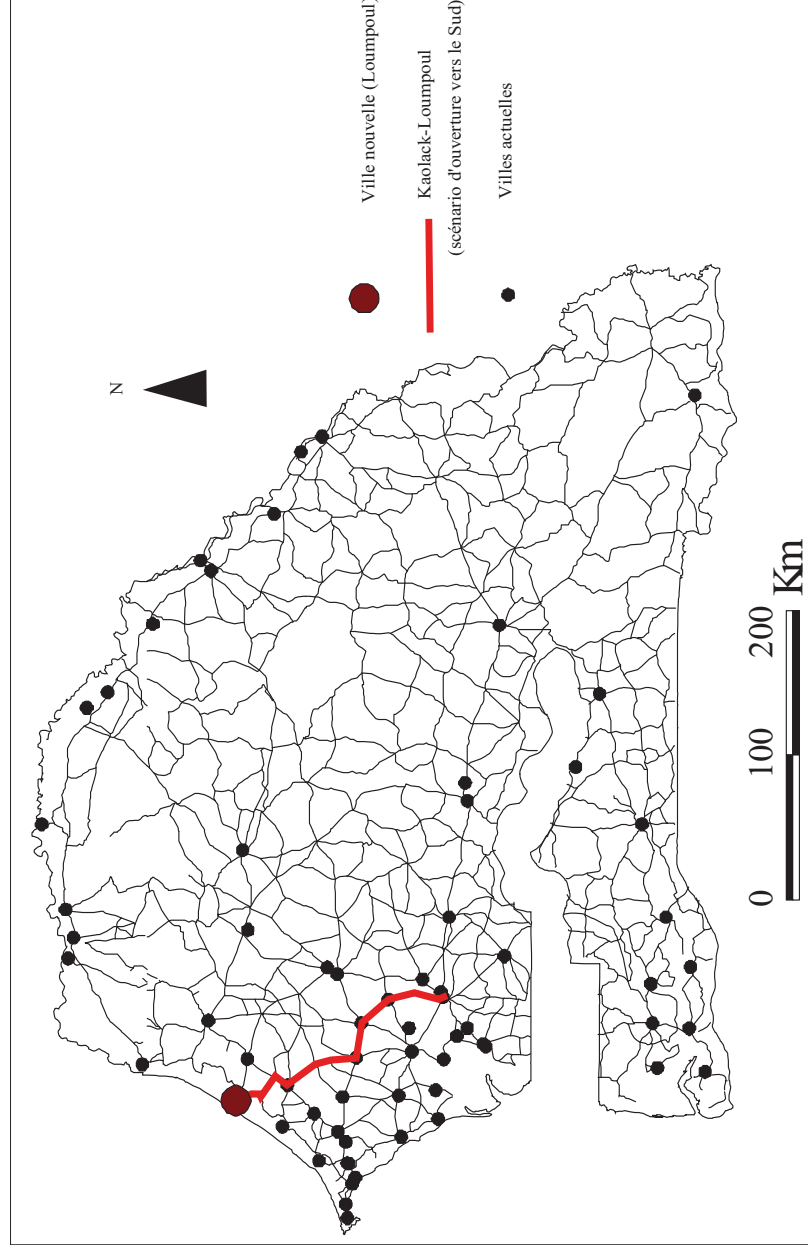 N
Ville nouvelle (Loumpoul)
Kaolack-Loumpoul
(scénario d'ouverture vers le Sud)
Villes actuelles
0 100 200
Km